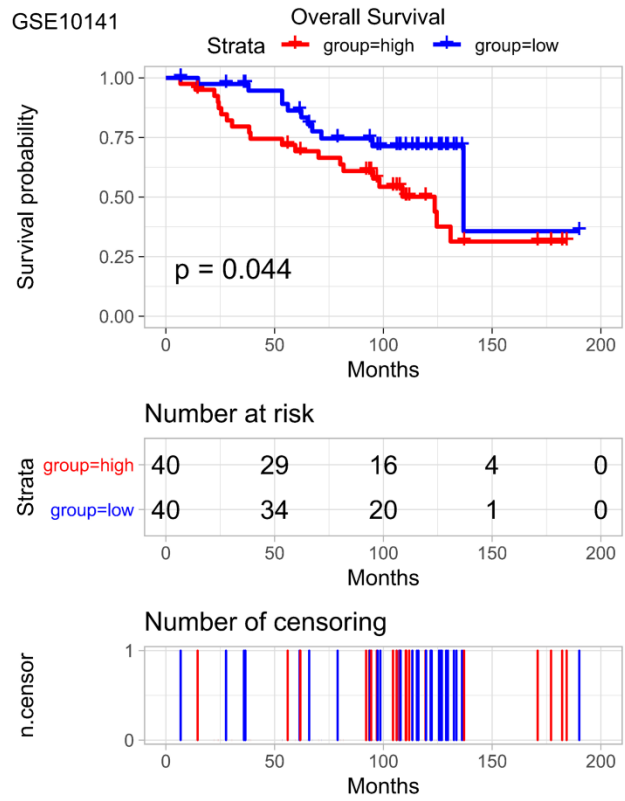 GSE10141
Overall Survival
Strata group=high group=low
Survival probability
1.00
0.75
0.50
0.25
0.00
p = 0.044
0 50 100 150 200
Months
Number at risk
Strata
group=high 40 29 16 4 0
group=low 40 34 20 1 0
0 50 100 150 200
Months
Number of censoring
n.censor
1
0
0 50 100 150 200
Months